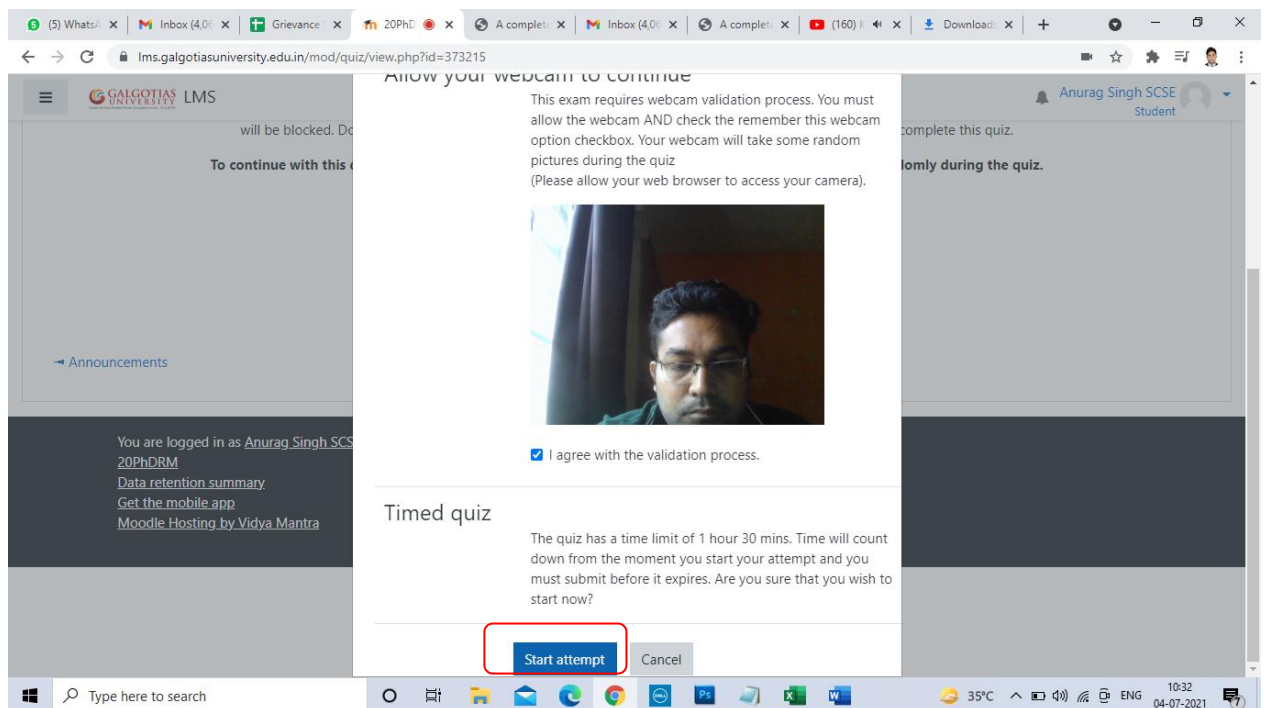 (5) WhatsA
Inbox (4,06
Grievance
20PhD
A complet
Inbox (4,06
A complet
(160)
Download
lms.galgotiasuniversity.edu.in/mod/quiz/view.php?id=373215
GALGOTIAS
UNIVERSITY
LMS
Anurag Singh SCSE
Student
Allow your webcam to continue
This exam requires webcam validation process. You must
allow the webcam AND check the remember this webcam
option checkbox. Your webcam will take some random
pictures during the quiz
(Please allow your web browser to access your camera).
will be blocked. Do
complete this quiz.
To continue with this
domly during the quiz.
Announcements
I agree with the validation process.
You are logged in as Anurag Singh SCS
20PhDRM
Data retention summary
Get the mobile app
Moodle Hosting by Vidya Mantra
Timed quiz
The quiz has a time limit of 1 hour 30 mins. Time will count
down from the moment you start your attempt and you
must submit before it expires. Are you sure that you wish to
start now?
Start attempt
Cancel
Type here to search
DELL
Ps
35°C
ENG
10:32
04-07-2021